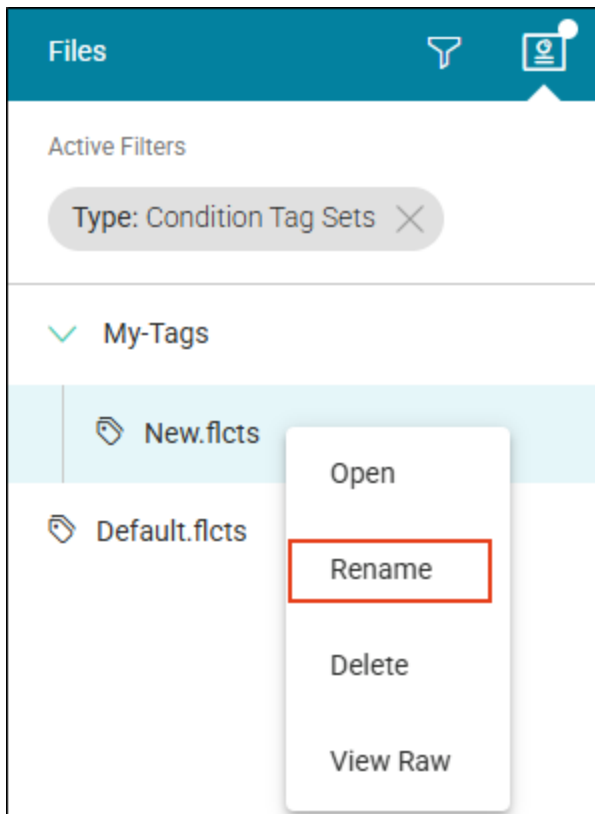 Files
Active Filters
Type: Condition Tag Sets
My-Tags
New.flcts
Default.flcts
Open
Rename
Delete
View Raw